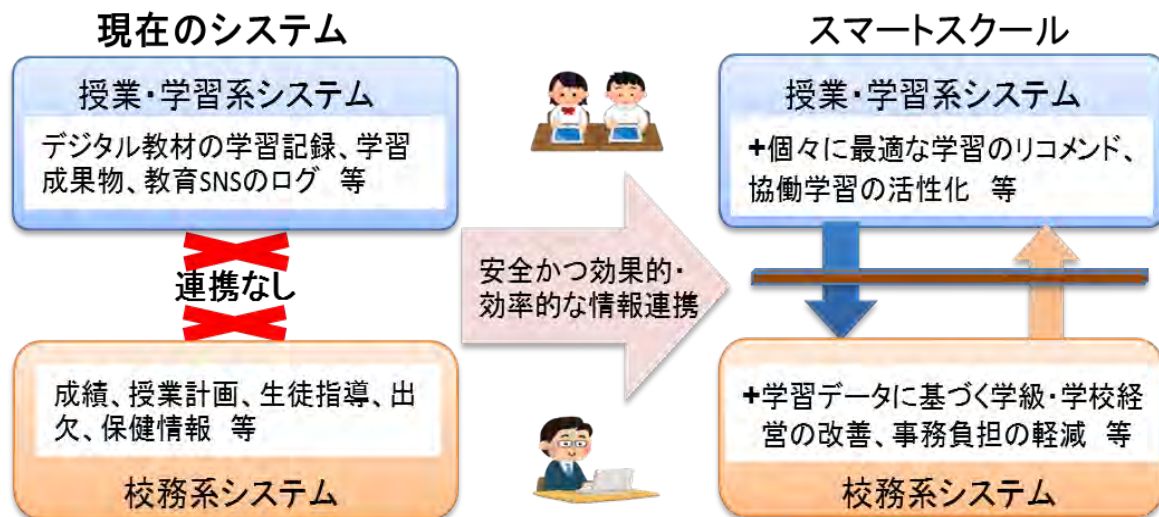 現在のシステム
授業・学習系システム
デジタル教材の学習記録、学習
成果物、教育SNSのログ 等
連携なし
成績、授業計画、生徒指導、出
欠、保健情報 等
校務系システム
安全かつ効果的・
効率的な情報連携
スマートスクール
授業・学習系システム
+個々に最適な学習のリコメンド、
協働学習の活性化 等
+学習データに基づく学級・学校経
営の改善、事務負担の軽減 等
校務系システム